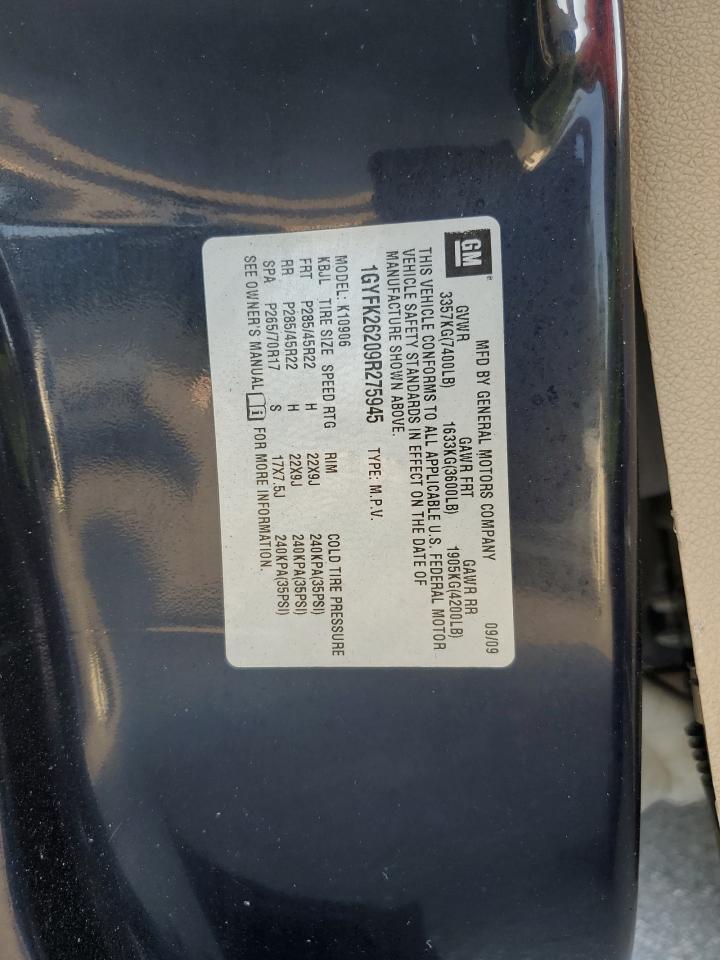 GM
MFD BY GENERAL MOTORS COMPANY 09/09
GVWR GAWR FRT GAWR RR
3357KG(7400LB) 1633KG(3600LB) 1905KG(4200LB)
THIS VEHICLE CONFORMS TO ALL APPLICABLE U.S. FEDERAL MOTOR
VEHICLE SAFETY STANDARDS IN EFFECT ON THE DATE OF
MANUFACTURE SHOWN ABOVE.
1GYFK26209R275945 TYPE: M.P.V.
MODEL: K10906
KBJL TIRE SIZE SPEED RTG RIM COLD TIRE PRESSURE
FRT P285/45R22 H 22X9J 240KPA(35PSI)
RR P285/45R22 H 22X9J 240KPA(35PSI)
SPA P265/70R17 S 17X7.5J 240KPA(35PSI)
SEE OWNER'S MANUAL i FOR MORE INFORMATION.